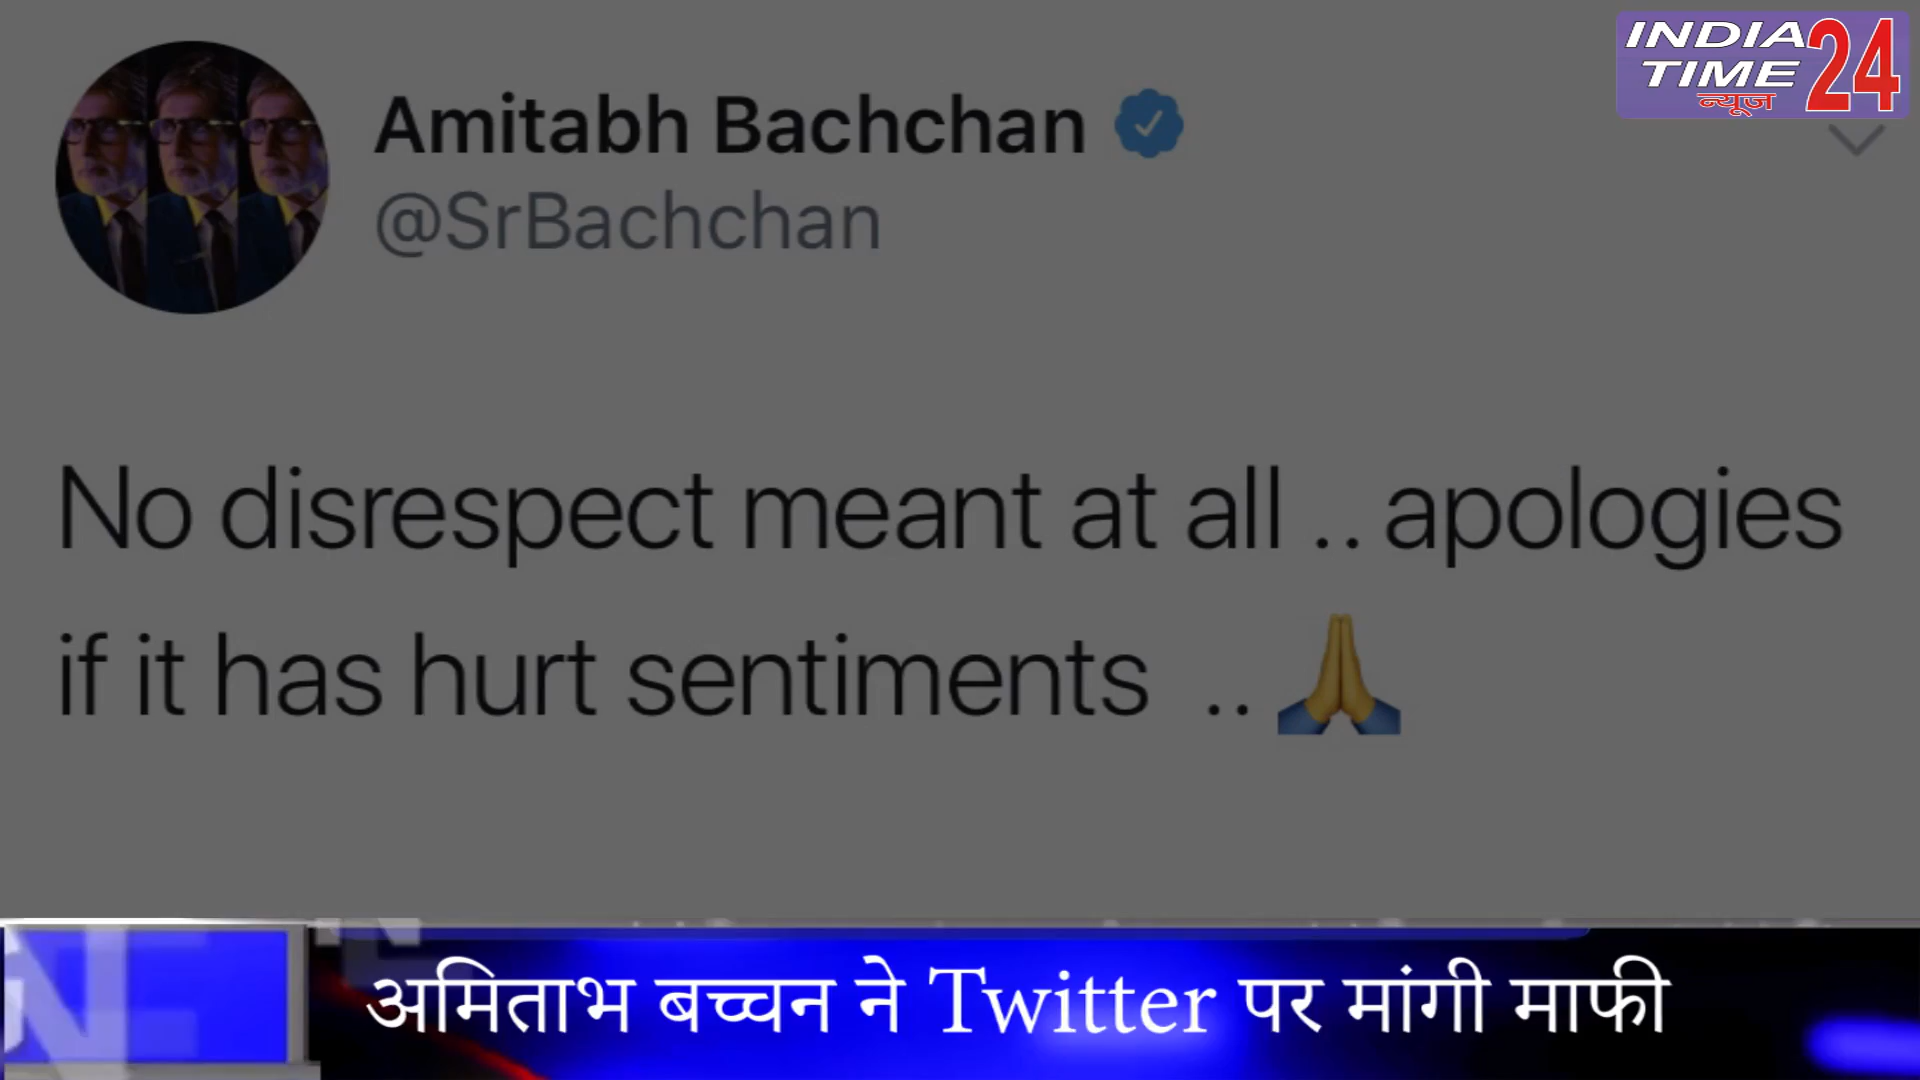 INDIA
TIME 24
न्यूज
Amitabh Bachchan
@SrBachchan
No disrespect meant at all .. apologies
if it has hurt sentiments .. 🙏
अमिताभ बच्चन ने Twitter पर मांगी माफी